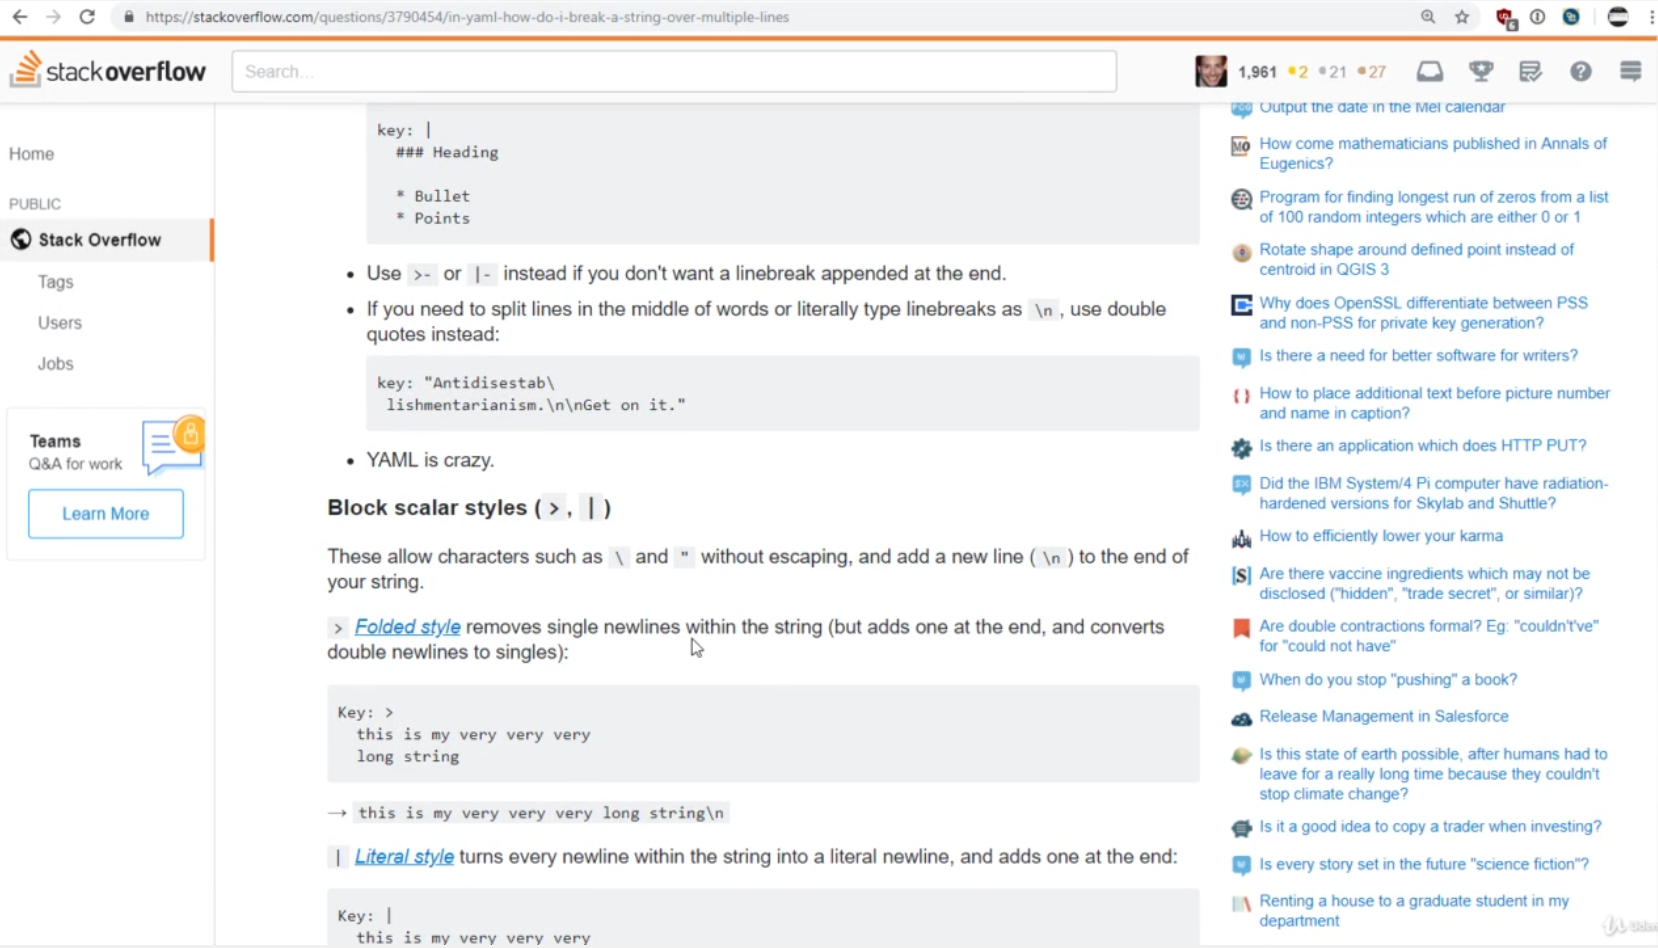 https://stackoverflow.com/questions/3790454/in-yaml-how-do-i-break-a-string-over-multiple-lines
6
stack overflow
Search...
1,961 2 21 27
Home
PUBLIC
Stack Overflow
Tags
Users
Jobs
Teams
Q&A for work
Learn More
key: |
### Heading
* Bullet
* Points
• Use >- or |- instead if you don't want a linebreak appended at the end.
• If you need to split lines in the middle of words or literally type linebreaks as \n , use double
quotes instead:
key: "Antidisestab\
lishmentarianism.\n\nGet on it."
• YAML is crazy.
Block scalar styles ( > , | )
These allow characters such as \ and " without escaping, and add a new line ( \n ) to the end of
your string.
> Folded style removes single newlines within the string (but adds one at the end, and converts
double newlines to singles):
Key: >
this is my very very very
long string
→ this is my very very very long string\n
| Literal style turns every newline within the string into a literal newline, and adds one at the end:
Key: |
this is my very very very
Output the date in the Mel calendar
How come mathematicians published in Annals of
Eugenics?
Program for finding longest run of zeros from a list
of 100 random integers which are either 0 or 1
Rotate shape around defined point instead of
centroid in QGIS 3
Why does OpenSSL differentiate between PSS
and non-PSS for private key generation?
Is there a need for better software for writers?
How to place additional text before picture number
and name in caption?
Is there an application which does HTTP PUT?
Did the IBM System/4 Pi computer have radiation-
hardened versions for Skylab and Shuttle?
How to efficiently lower your karma
Are there vaccine ingredients which may not be
disclosed ("hidden", "trade secret", or similar)?
Are double contractions formal? Eg: "couldn't've"
for "could not have"
When do you stop "pushing" a book?
Release Management in Salesforce
Is this state of earth possible, after humans had to
leave for a really long time because they couldn't
stop climate change?
Is it a good idea to copy a trader when investing?
Is every story set in the future "science fiction"?
Renting a house to a graduate student in my
department